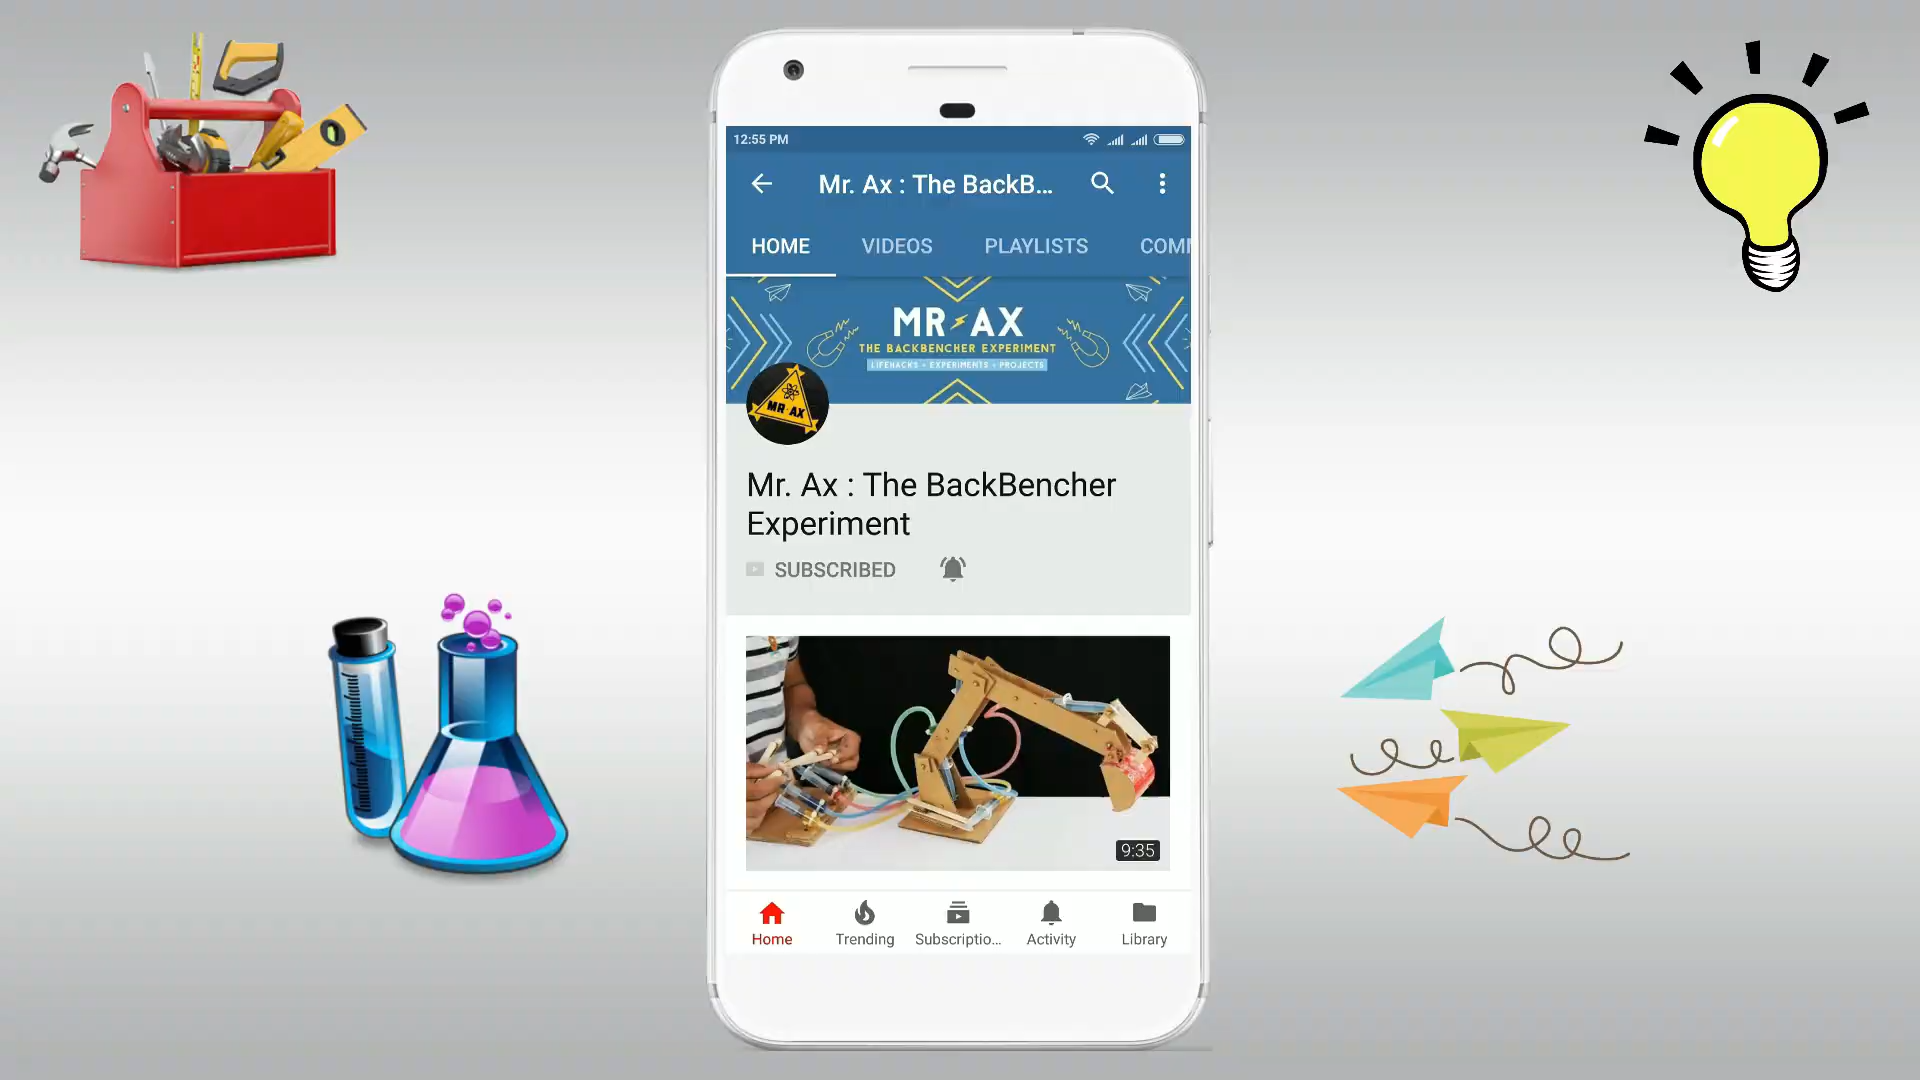 12:55 PM
Mr. Ax : The BackB...
HOME VIDEOS PLAYLISTS COMM
MR AX
THE BACKBENCHER EXPERIMENT
LIFEHACKS - EXPERIMENTS - PROJECTS
MR AX
Mr. Ax : The BackBencher
Experiment
SUBSCRIBED
9:35
Home Trending Subscriptio... Activity Library